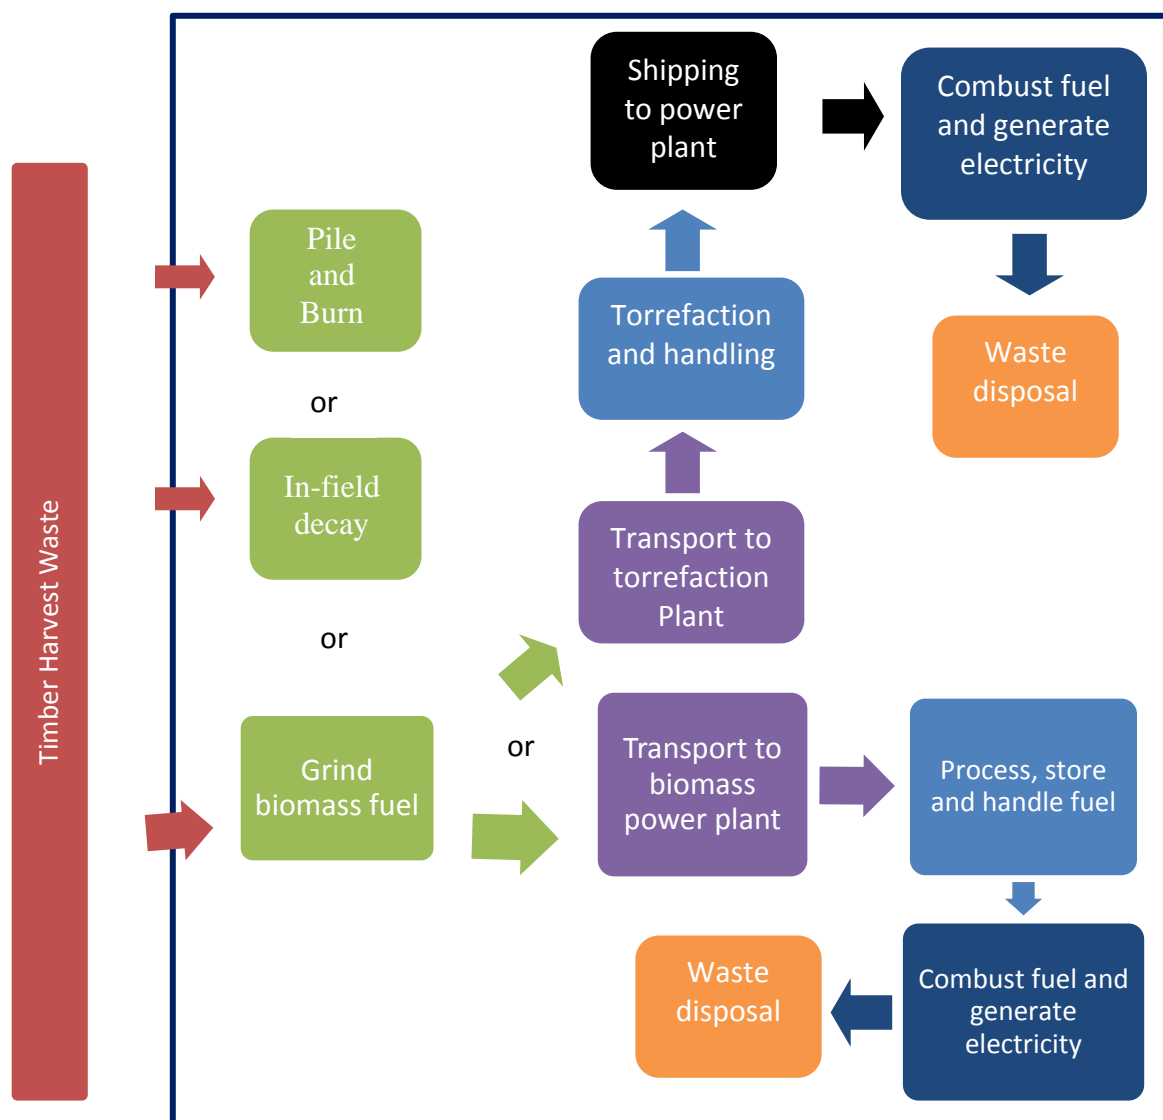 Timber Harvest Waste
Pile
and
Burn
or
In-field
decay
or
Grind
biomass fuel
or
Shipping
to power
plant
Combust fuel
and generate
electricity
Waste
disposal
Torrefaction
and handling
Transport to
torrefaction
Plant
Transport to
biomass
power plant
Process, store
and handle fuel
Combust fuel and
generate
electricity
Waste
disposal